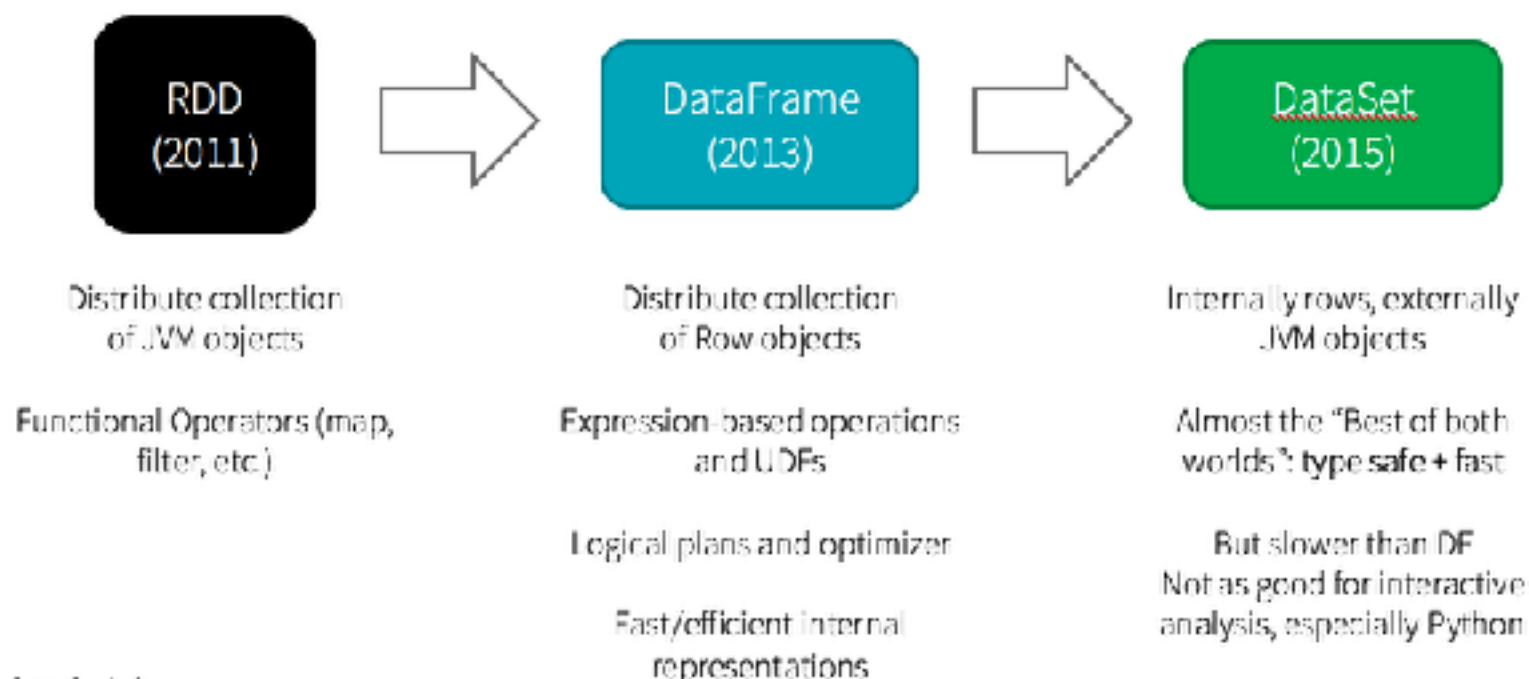 RDD
(2011)
DataFrame
(2013)
DataSet
(2015)
Distribute collection
of JVM objects
Functional Operators (map,
filter, etc.)
Distribute collection
of Row objects
Expression-based operations
and UDFs
Logical plans and optimizer
Fast/efficient internal
representations
Internally rows, externally
JVM objects
Almost the “Best of both
worlds”: type safe + fast
But slower than DF
Not as good for interactive
analysis, especially Python